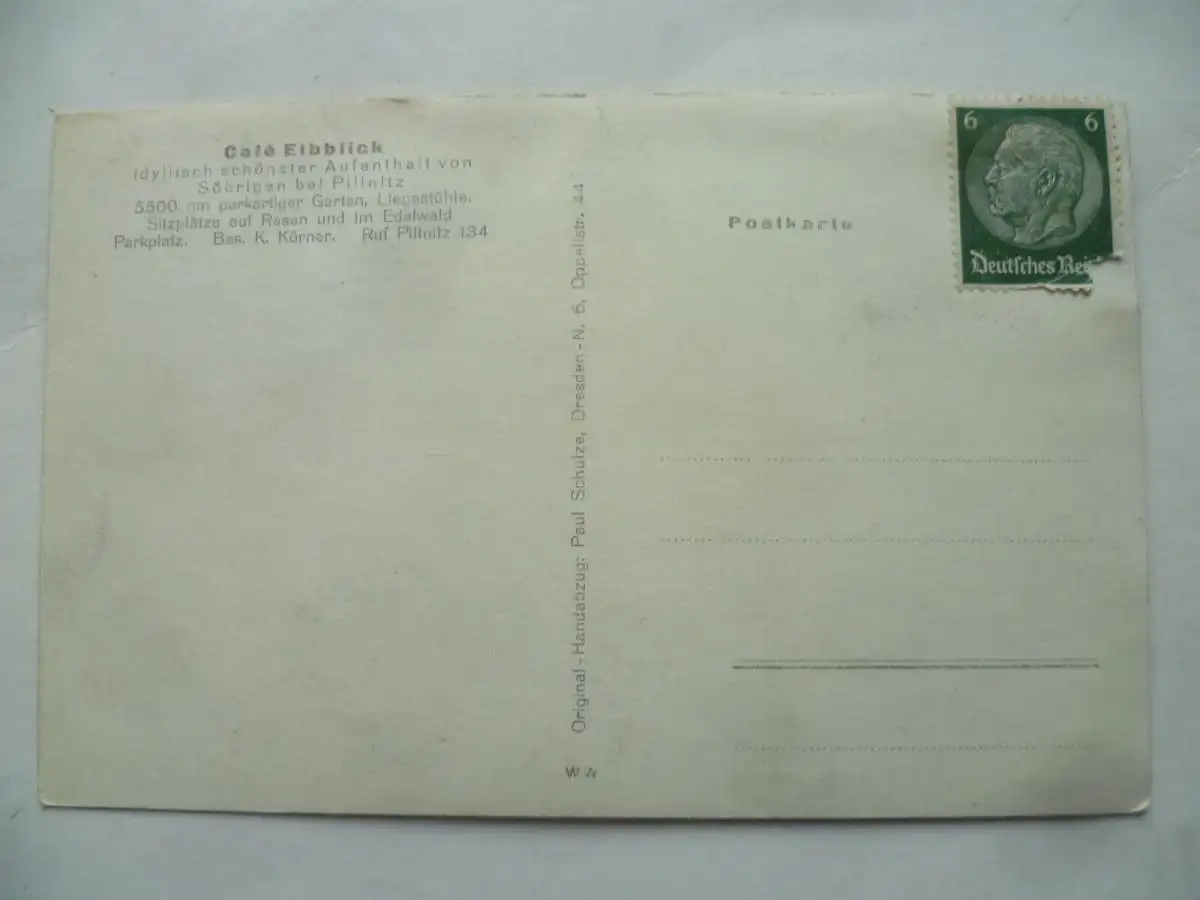 Café Elbblick
idyllisch schönster Aufenthalt von
Söbrigen bei Pillnitz
5500 qm parkartiger Garten, Liegestühle.
Sitzplätze auf Rasen und im Edelwald
Parkplatz. Bes. K. Körner. Ruf Pillnitz 134
Original-Handabzug: Paul Schulze, Dresden-N. 6, Oppellstr. 44
W W
Postkarte
6 6
Deutsches Reic